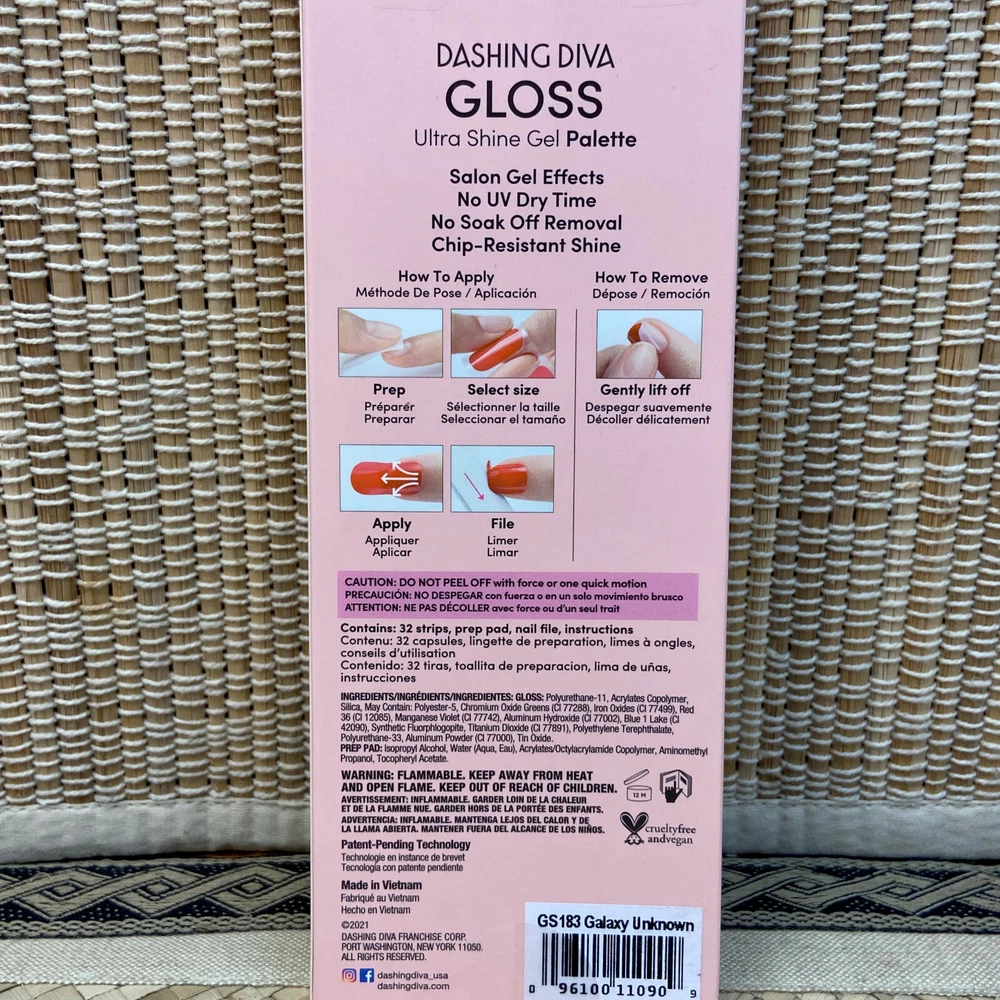 DASHING DIVA
GLOSS
Ultra Shine Gel Palette
Salon Gel Effects
No UV Dry Time
No Soak Off Removal
Chip-Resistant Shine
How To Apply
Méthode De Pose / Aplicación
How To Remove
Dépose / Remoción
Prep
Préparer
Preparar
Select size
Sélectionner la taille
Seleccionar el tamaño
Gently lift off
Despegar suavemente
Décoller délicatement
Apply
Appliquer
Aplicar
File
Limer
Limar
CAUTION: DO NOT PEEL OFF with force or one quick motion
PRECAUCIÓN: NO DESPEGAR con fuerza o en un solo movimiento brusco
ATTENTION: NE PAS DÉCOLLER avec force ou d'un seul trait
Contains: 32 strips, prep pad, nail file, instructions
Contenu: 32 capsules, lingette de preparation, limes à ongles,
conseils d'utilisation
Contenido: 32 tiras, toallita de preparacion, lima de uñas,
instrucciones
INGREDIENTS/INGRÉDIENTS/INGREDIENTES: GLOSS: Polyurethane-11, Acrylates Copolymer,
Silica, May Contain: Polyester-5, Chromium Oxide Greens (CI 77288), Iron Oxides (CI 77499), Red
36 (CI 12085), Manganese Violet (CI 77742), Aluminum Hydroxide (CI 77002), Blue 1 Lake (CI
42090), Synthetic Fluorphlogopite, Titanium Dioxide (CI 77891), Polyethylene Terephthalate,
Polyurethane-33, Aluminum Powder (CI 77000), Tin Oxide.
PREP PAD: Isopropyl Alcohol, Water (Aqua, Eau), Acrylates/Octylacrylamide Copolymer, Aminomethyl
Propanol, Tocopheryl Acetate.
WARNING: FLAMMABLE. KEEP AWAY FROM HEAT
AND OPEN FLAME. KEEP OUT OF REACH OF CHILDREN.
AVERTISSEMENT: INFLAMMABLE. GARDER LOIN DE LA CHALEUR
ET DE LA FLAMME NUE. GARDER HORS DE LA PORTÉE DES ENFANTS.
ADVERTENCIA: INFLAMABLE. MANTENGA LEJOS DEL CALOR Y DE
LA LLAMA ABIERTA. MANTENER FUERA DEL ALCANCE DE LOS NIÑOS.
12 M
crueltyfree
andvegan
Patent-Pending Technology
Technologie en instance de brevet
Tecnología con patente pendiente
Made in Vietnam
Fabriqué au Vietnam
Hecho en Vietnam
©2021
DASHING DIVA FRANCHISE CORP.
PORT WASHINGTON, NEW YORK 11050.
ALL RIGHTS RESERVED.
dashingdiva_usa
dashingdiva.com
GS183 Galaxy Unknown
0 96100 11090 9